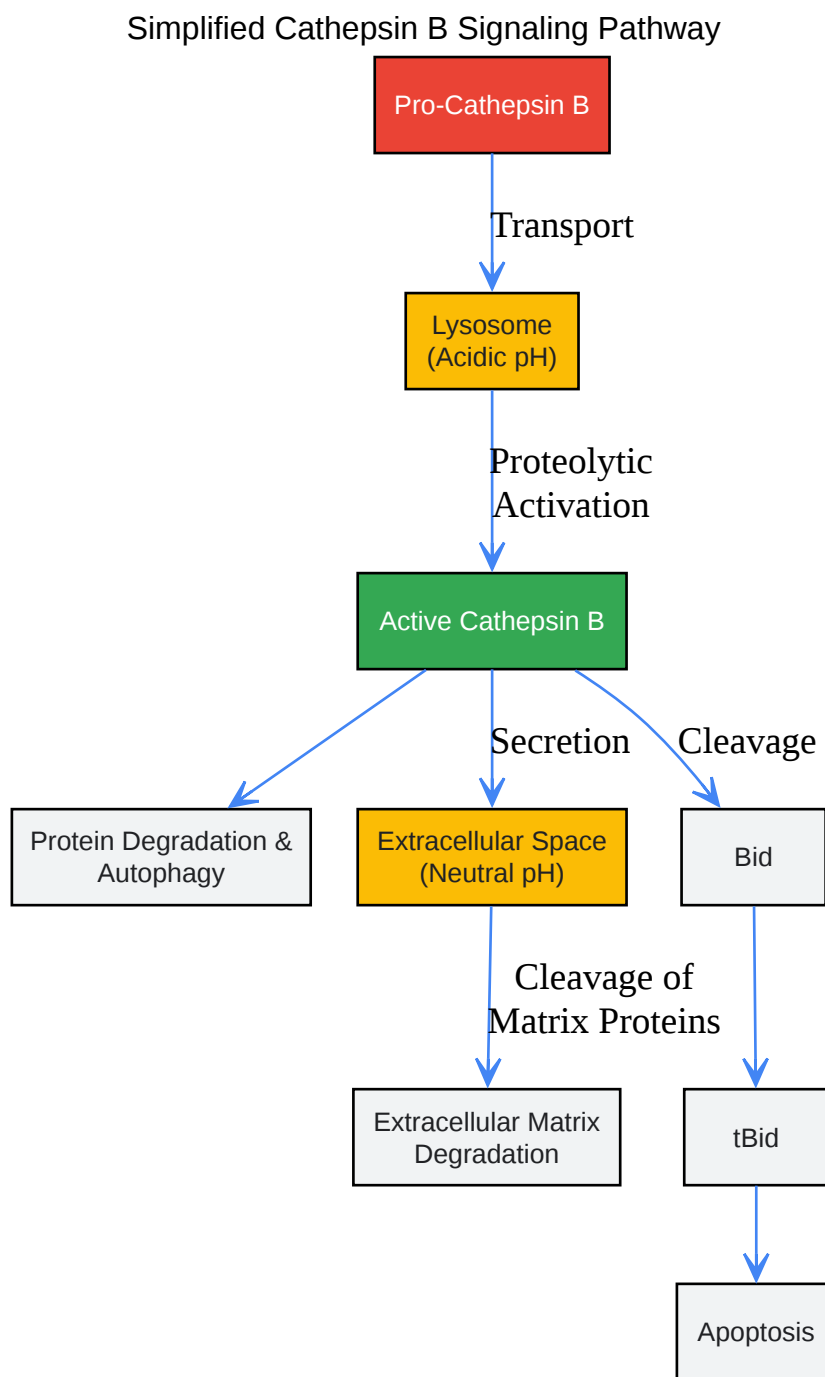 Simplified Cathepsin B Signaling Pathway
Pro-Cathepsin B
Transport
Lysosome
(Acidic pH)
Proteolytic
Activation
Active Cathepsin B
Secretion
Cleavage
Protein Degradation &
Autophagy
Extracellular Space
(Neutral pH)
Bid
Cleavage of
Matrix Proteins
Extracellular Matrix
Degradation
tBid
Apoptosis